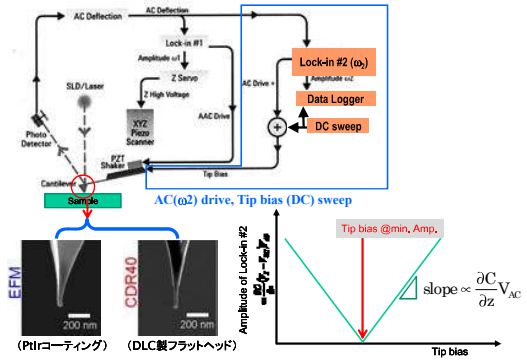 AC Deflection
AC Deflection
Lock-in #1
Amplitude ω1
Z Servo
Z High Voltage
XYZ
Piezo
Scanner
AAC Drive
AC Drive +
Lock-in #2 (ω₂)
Amplitude ω2
Data Logger
DC sweep
+
SLD/Laser
Photo
Detector
PZT
Shaker
Tip Bias
Cantilever
Sample
AC(ω2) drive, Tip bias (DC) sweep
EFM
200 nm
(PtIrコーティング)
CDR40
200 nm
(DLC製フラットヘッド)
Amplitude of Lock-in #2
Tip bias @min. Amp.
slope ∝ ∂C/∂z V_AC
Tip bias